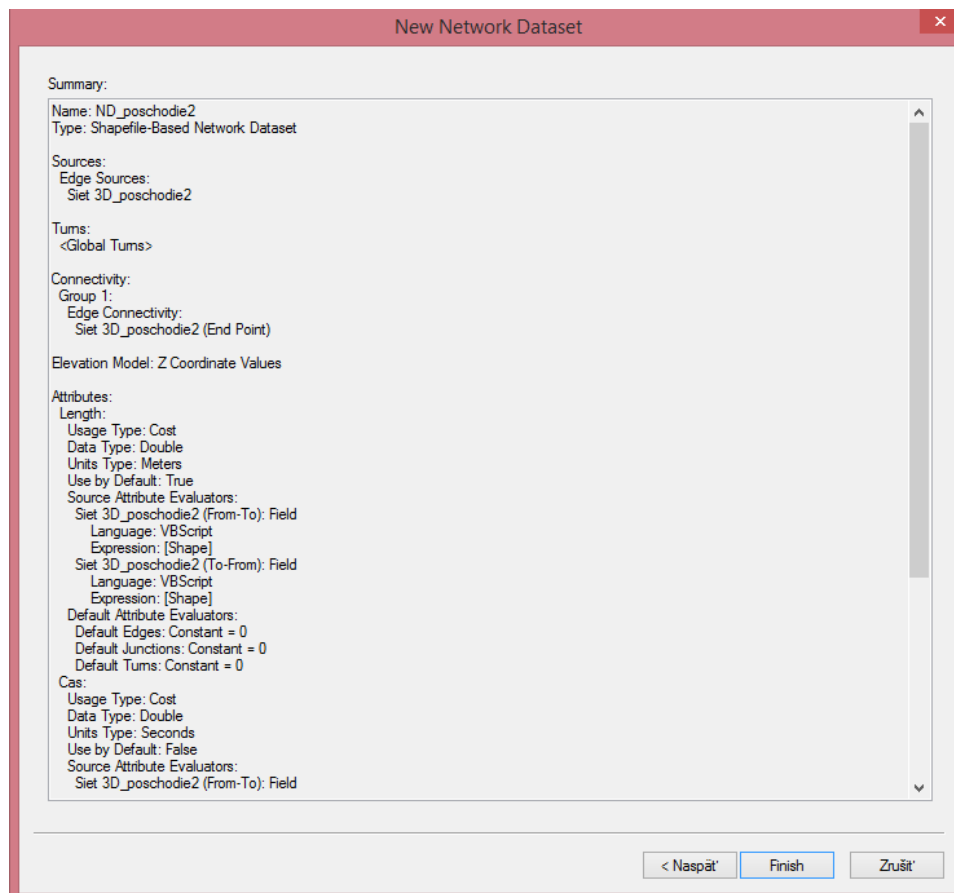 New Network Dataset
Summary:
Name: ND_poschodie2
Type: Shapefile-Based Network Dataset
Sources:
Edge Sources:
Siet 3D_poschodie2
Turns:
<Global Turns>
Connectivity:
Group 1:
Edge Connectivity:
Siet 3D_poschodie2 (End Point)
Elevation Model: Z Coordinate Values
Attributes:
Length:
Usage Type: Cost
Data Type: Double
Units Type: Meters
Use by Default: True
Source Attribute Evaluators:
Siet 3D_poschodie2 (From-To): Field
Language: VBScript
Expression: [Shape]
Siet 3D_poschodie2 (To-From): Field
Language: VBScript
Expression: [Shape]
Default Attribute Evaluators:
Default Edges: Constant = 0
Default Junctions: Constant = 0
Default Turns: Constant = 0
Cas:
Usage Type: Cost
Data Type: Double
Units Type: Seconds
Use by Default: False
Source Attribute Evaluators:
Siet 3D_poschodie2 (From-To): Field
< Naspäť Finish Zrušiť